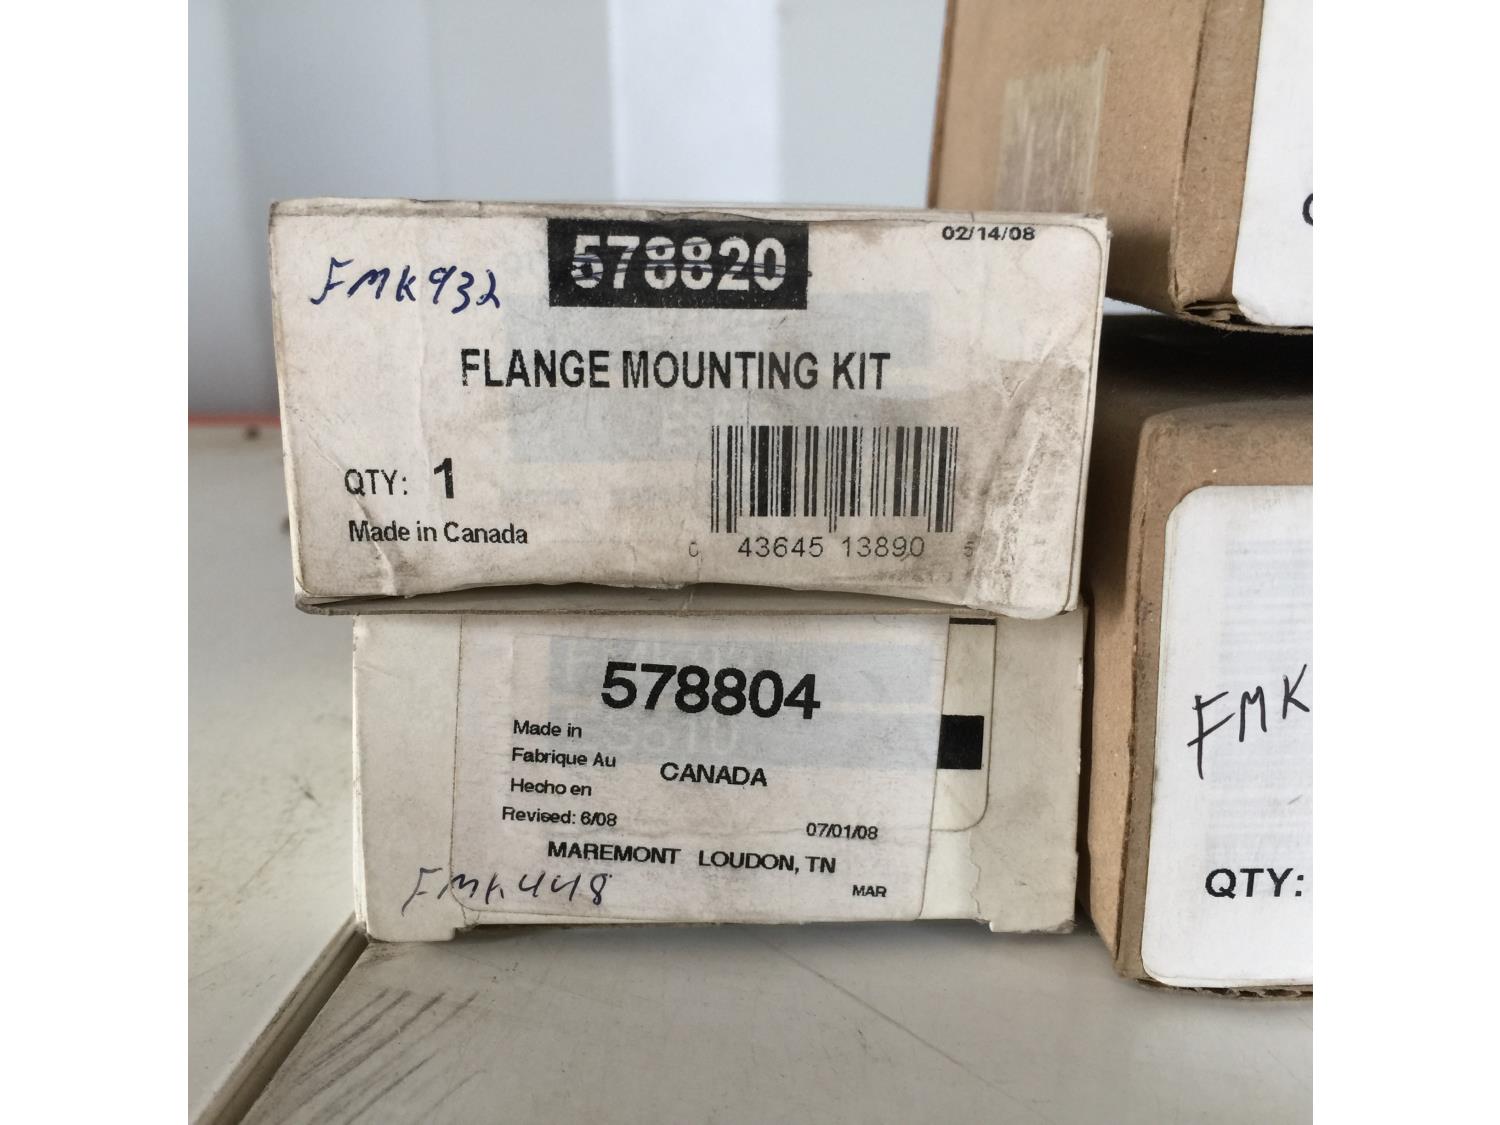 578820
02/14/08
FMK932
FLANGE MOUNTING KIT
QTY: 1
Made in Canada
0 43645 13890 5
578804
Made in
Fabrique Au
CANADA
Hecho en
Revised: 6/08
07/01/08
MAREMONT LOUDON, TN
MAR
FMK448
FMK
QTY: